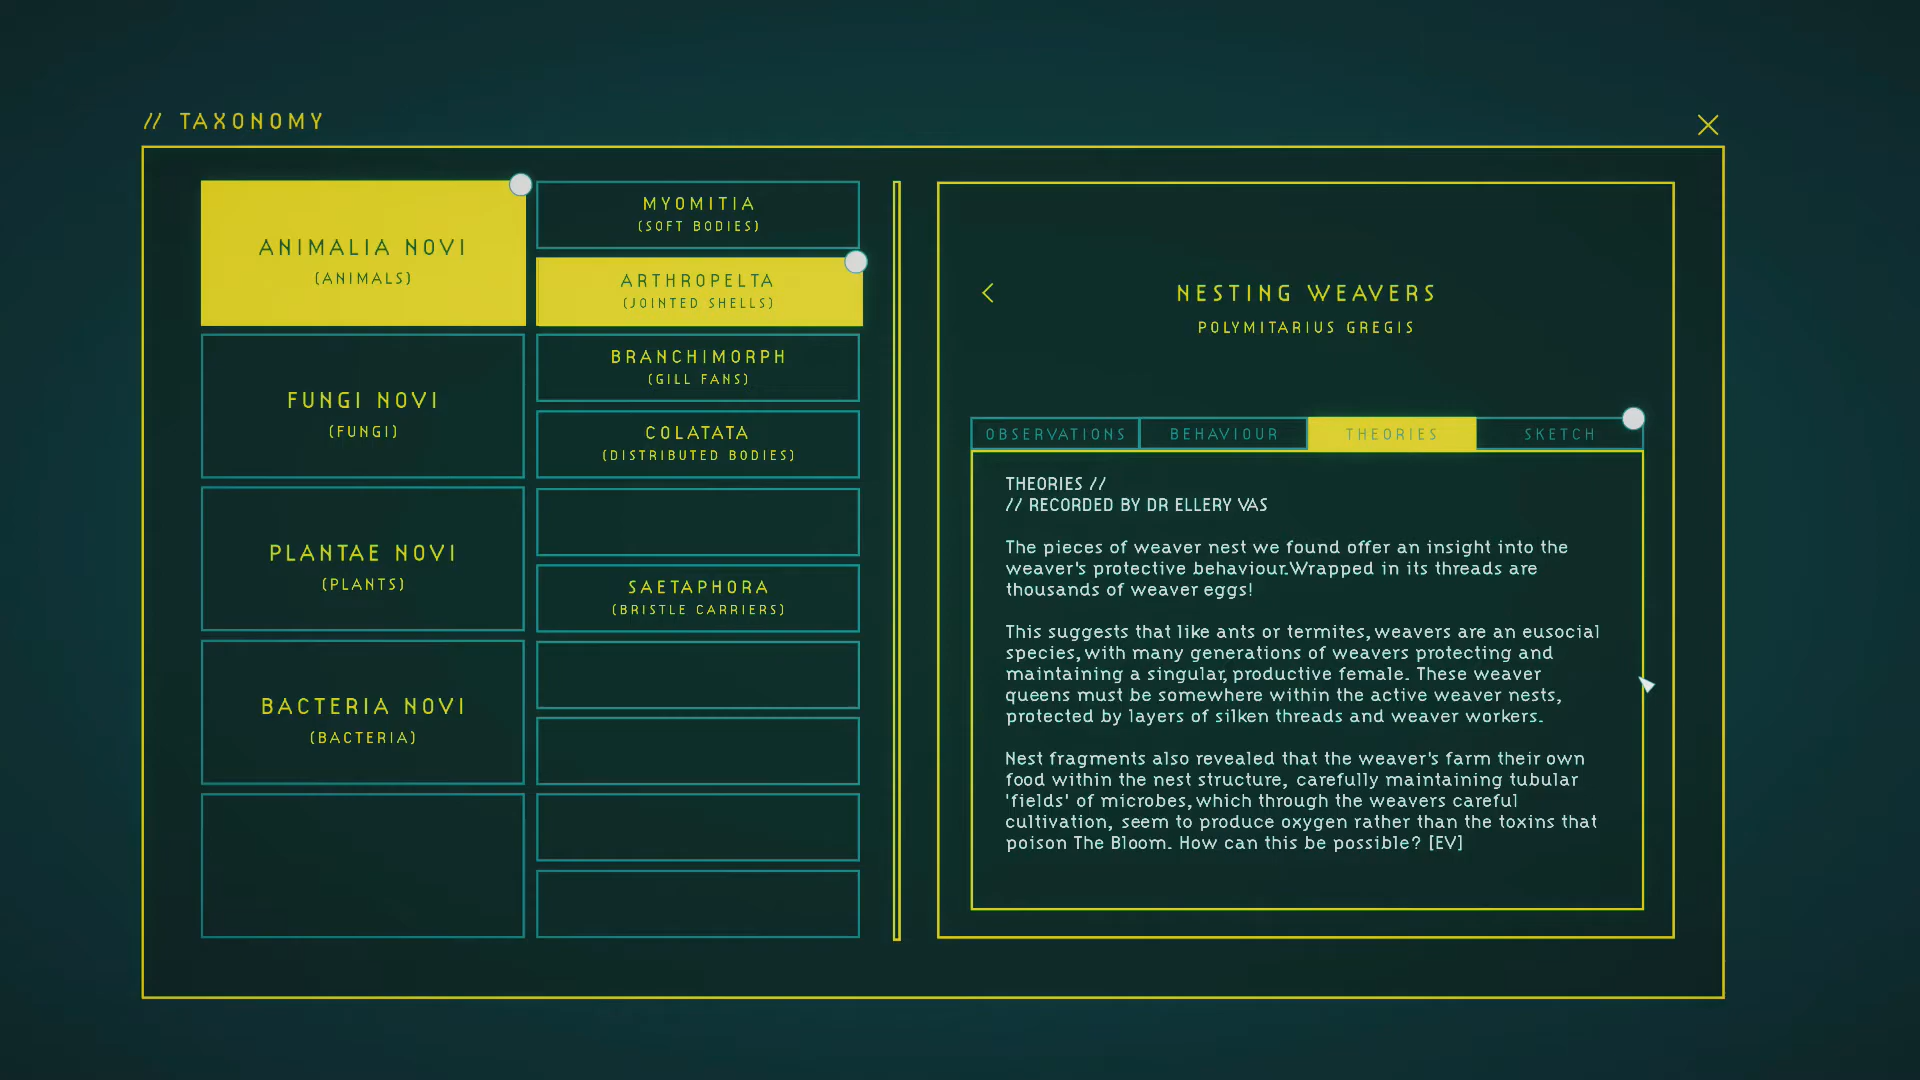 // TAXONOMY
ANIMALIA NOVI
(ANIMALS)
FUNGI NOVI
(FUNGI)
PLANTAE NOVI
(PLANTS)
BACTERIA NOVI
(BACTERIA)
MYOMITIA
(SOFT BODIES)
ARTHROPELTA
(JOINTED SHELLS)
BRANCHIMORPH
(GILL FANS)
COLATATA
(DISTRIBUTED BODIES)
SAETAPHORA
(BRISTLE CARRIERS)
NESTING WEAVERS
POLYMITARIUS GREGIS
OBSERVATIONS
BEHAVIOUR
THEORIES
SKETCH
THEORIES //
// RECORDED BY DR ELLERY VAS
The pieces of weaver nest we found offer an insight into the
weaver's protective behaviour.Wrapped in its threads are
thousands of weaver eggs!
This suggests that like ants or termites, weavers are an eusocial
species, with many generations of weavers protecting and
maintaining a singular, productive female. These weaver
queens must be somewhere within the active weaver nests,
protected by layers of silken threads and weaver workers.
Nest fragments also revealed that the weaver's farm their own
food within the nest structure, carefully maintaining tubular
'fields' of microbes, which through the weavers careful
cultivation, seem to produce oxygen rather than the toxins that
poison The Bloom. How can this be possible? [EV]